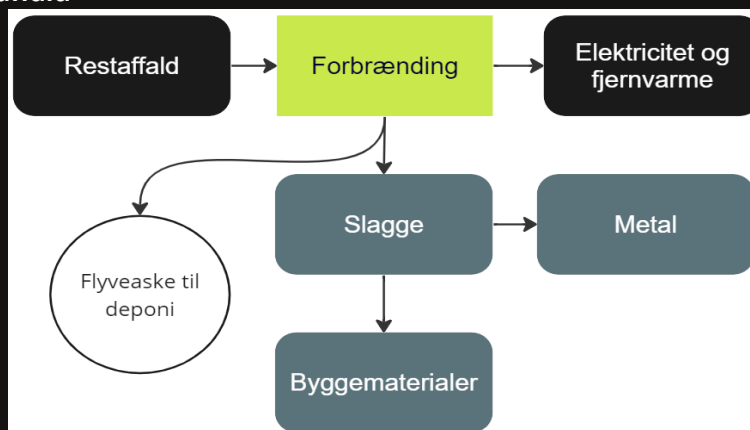 Restaffald
Forbrænding
Elektricitet og
fjernvarme
Flyveaske til
deponi
Slagge
Metal
Byggematerialer